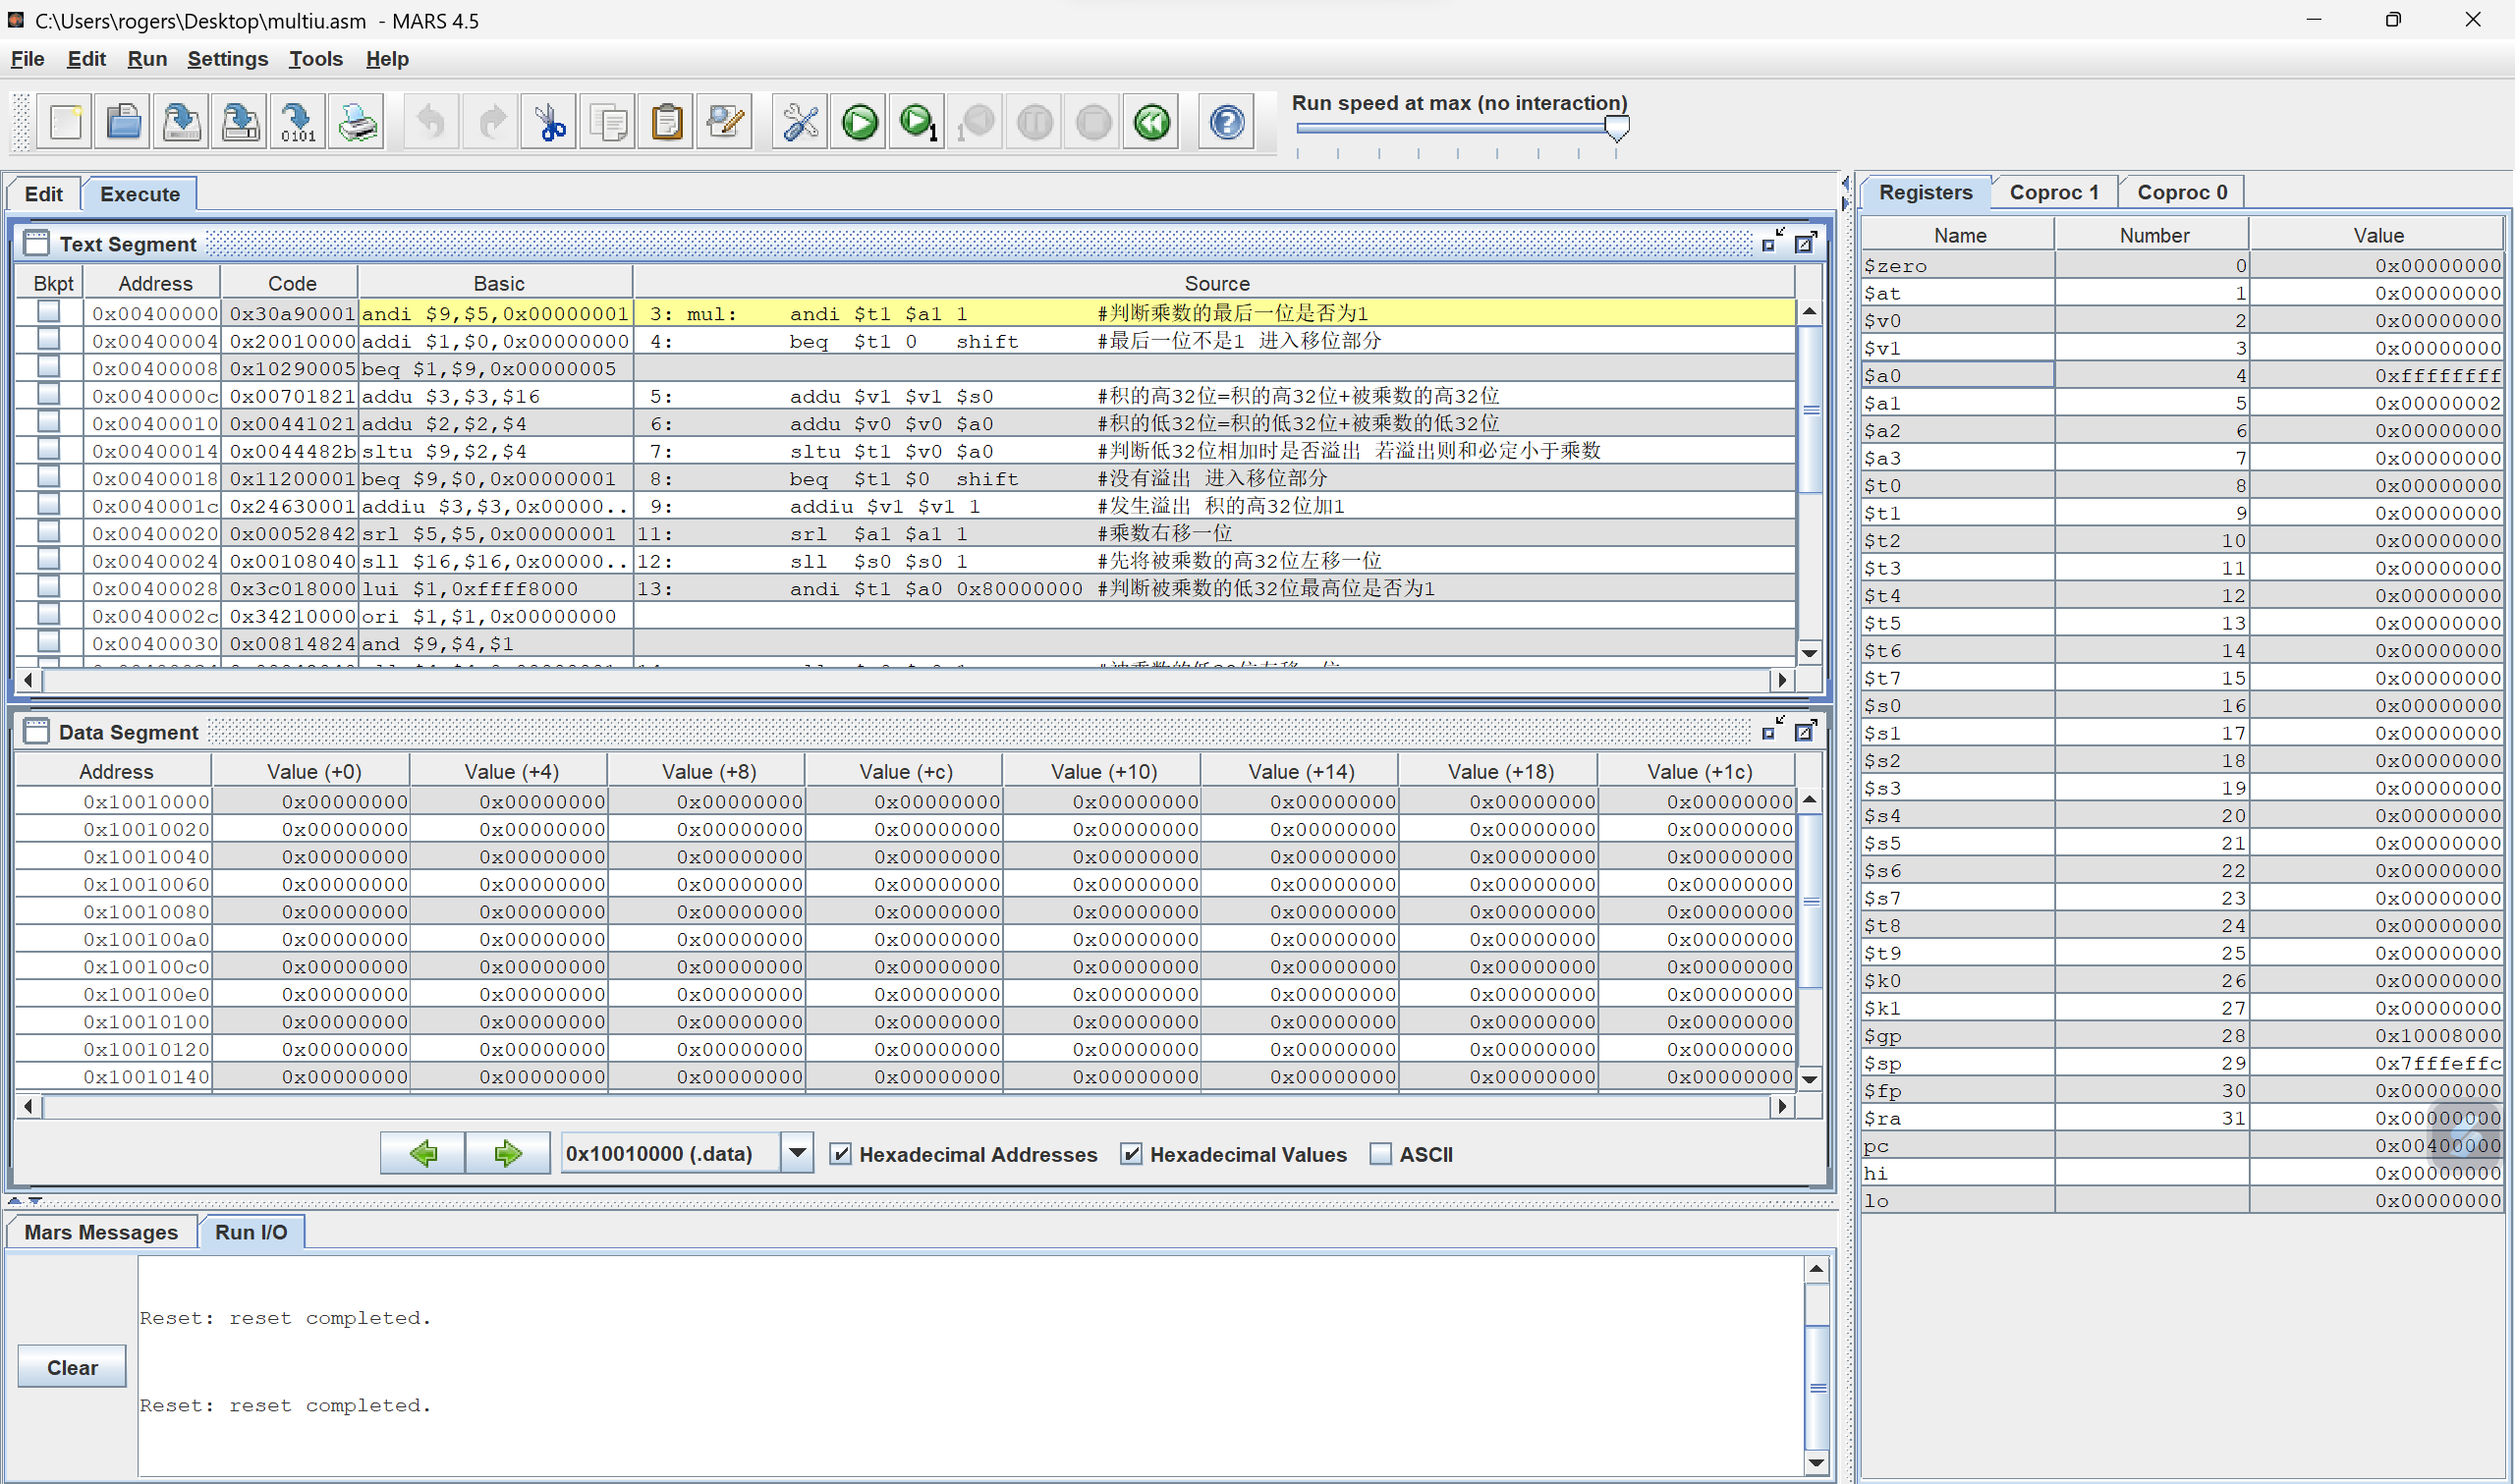 C:\Users\rogers\Desktop\multiu.asm - MARS 4.5
File Edit Run Settings Tools Help
Run speed at max (no interaction)
Edit Execute
Text Segment
Bkpt Address Code Basic Source
0x00400000 0x30a90001 andi $9,$5,0x00000001 3: mul: andi $t1 $a1 1 #判断乘数的最后一位是否为1
0x00400004 0x20010000 addi $1,$0,0x00000000 4: beq $t1 0 shift #最后一位不是1 进入移位部分
0x00400008 0x10290005 beq $1,$9,0x00000005
0x0040000c 0x00701821 addu $3,$3,$16 5: addu $v1 $v1 $s0 #积的高32位=积的高32位+被乘数的高32位
0x00400010 0x00441021 addu $2,$2,$4 6: addu $v0 $v0 $a0 #积的低32位=积的低32位+被乘数的低32位
0x00400014 0x0044482b sltu $9,$2,$4 7: sltu $t1 $v0 $a0 #判断低32位相加时是否溢出 若溢出则和必定小于乘数
0x00400018 0x11200001 beq $9,$0,0x00000001 8: beq $t1 $0 shift #没有溢出 进入移位部分
0x0040001c 0x24630001 addiu $3,$3,0x00000.. 9: addiu $v1 $v1 1 #发生溢出 积的高32位加1
0x00400020 0x00052842 srl $5,$5,0x00000001 11: srl $a1 $a1 1 #乘数右移一位
0x00400024 0x00108040 sll $16,$16,0x00000.. 12: sll $s0 $s0 1 #先将被乘数的高32位左移一位
0x00400028 0x3c018000 lui $1,0xffff8000 13: andi $t1 $a0 0x80000000 #判断被乘数的低32位最高位是否为1
0x0040002c 0x34210000 ori $1,$1,0x00000000
0x00400030 0x00814824 and $9,$4,$1
Data Segment
Address Value (+0) Value (+4) Value (+8) Value (+c) Value (+10) Value (+14) Value (+18) Value (+1c)
0x10010000 0x00000000 0x00000000 0x00000000 0x00000000 0x00000000 0x00000000 0x00000000 0x00000000
0x10010020 0x00000000 0x00000000 0x00000000 0x00000000 0x00000000 0x00000000 0x00000000 0x00000000
0x10010040 0x00000000 0x00000000 0x00000000 0x00000000 0x00000000 0x00000000 0x00000000 0x00000000
0x10010060 0x00000000 0x00000000 0x00000000 0x00000000 0x00000000 0x00000000 0x00000000 0x00000000
0x10010080 0x00000000 0x00000000 0x00000000 0x00000000 0x00000000 0x00000000 0x00000000 0x00000000
0x100100a0 0x00000000 0x00000000 0x00000000 0x00000000 0x00000000 0x00000000 0x00000000 0x00000000
0x100100c0 0x00000000 0x00000000 0x00000000 0x00000000 0x00000000 0x00000000 0x00000000 0x00000000
0x100100e0 0x00000000 0x00000000 0x00000000 0x00000000 0x00000000 0x00000000 0x00000000 0x00000000
0x10010100 0x00000000 0x00000000 0x00000000 0x00000000 0x00000000 0x00000000 0x00000000 0x00000000
0x10010120 0x00000000 0x00000000 0x00000000 0x00000000 0x00000000 0x00000000 0x00000000 0x00000000
0x10010140 0x00000000 0x00000000 0x00000000 0x00000000 0x00000000 0x00000000 0x00000000 0x00000000
0x10010000 (.data) Hexadecimal Addresses Hexadecimal Values ASCII
Mars Messages Run I/O
Reset: reset completed.
Clear
Reset: reset completed.
Registers Coproc 1 Coproc 0
Name Number Value
$zero 0 0x00000000
$at 1 0x00000000
$v0 2 0x00000000
$v1 3 0x00000000
$a0 4 0xffffffff
$a1 5 0x00000002
$a2 6 0x00000000
$a3 7 0x00000000
$t0 8 0x00000000
$t1 9 0x00000000
$t2 10 0x00000000
$t3 11 0x00000000
$t4 12 0x00000000
$t5 13 0x00000000
$t6 14 0x00000000
$t7 15 0x00000000
$s0 16 0x00000000
$s1 17 0x00000000
$s2 18 0x00000000
$s3 19 0x00000000
$s4 20 0x00000000
$s5 21 0x00000000
$s6 22 0x00000000
$s7 23 0x00000000
$t8 24 0x00000000
$t9 25 0x00000000
$k0 26 0x00000000
$k1 27 0x00000000
$gp 28 0x10008000
$sp 29 0x7fffeffc
$fp 30 0x00000000
$ra 31 0x00000000
pc 0x00400000
hi 0x00000000
lo 0x00000000